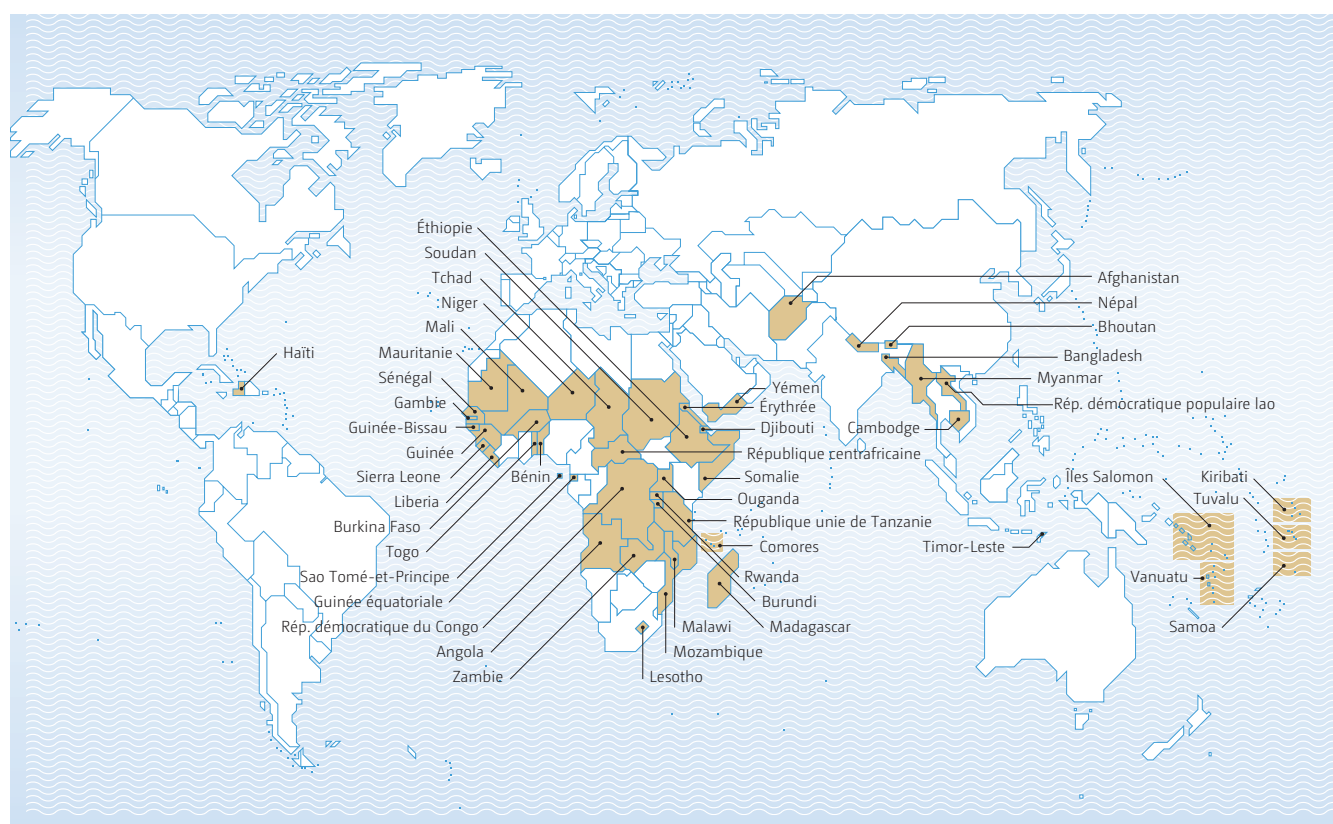 Éthiopie
Soudan
Tchad
Niger
Mali
Mauritanie
Sénégal
Gambie
Guinée-Bissau
Guinée
Sierra Leone
Liberia
Burkina Faso
Togo
Sao Tomé-et-Principe
Guinée équatoriale
Rép. démocratique du Congo
Angola
Zambie
Haïti
Bénin
Yémen
Érythrée
Djibouti
République centrafricaine
Somalie
Ouganda
République unie de Tanzanie
Comores
Rwanda
Burundi
Madagascar
Malawi
Mozambique
Lesotho
Afghanistan
Népal
Bhoutan
Bangladesh
Myanmar
Rép. démocratique populaire lao
Cambodge
Timor-Leste
Îles Salomon
Kiribati
Tuvalu
Vanuatu
Samoa